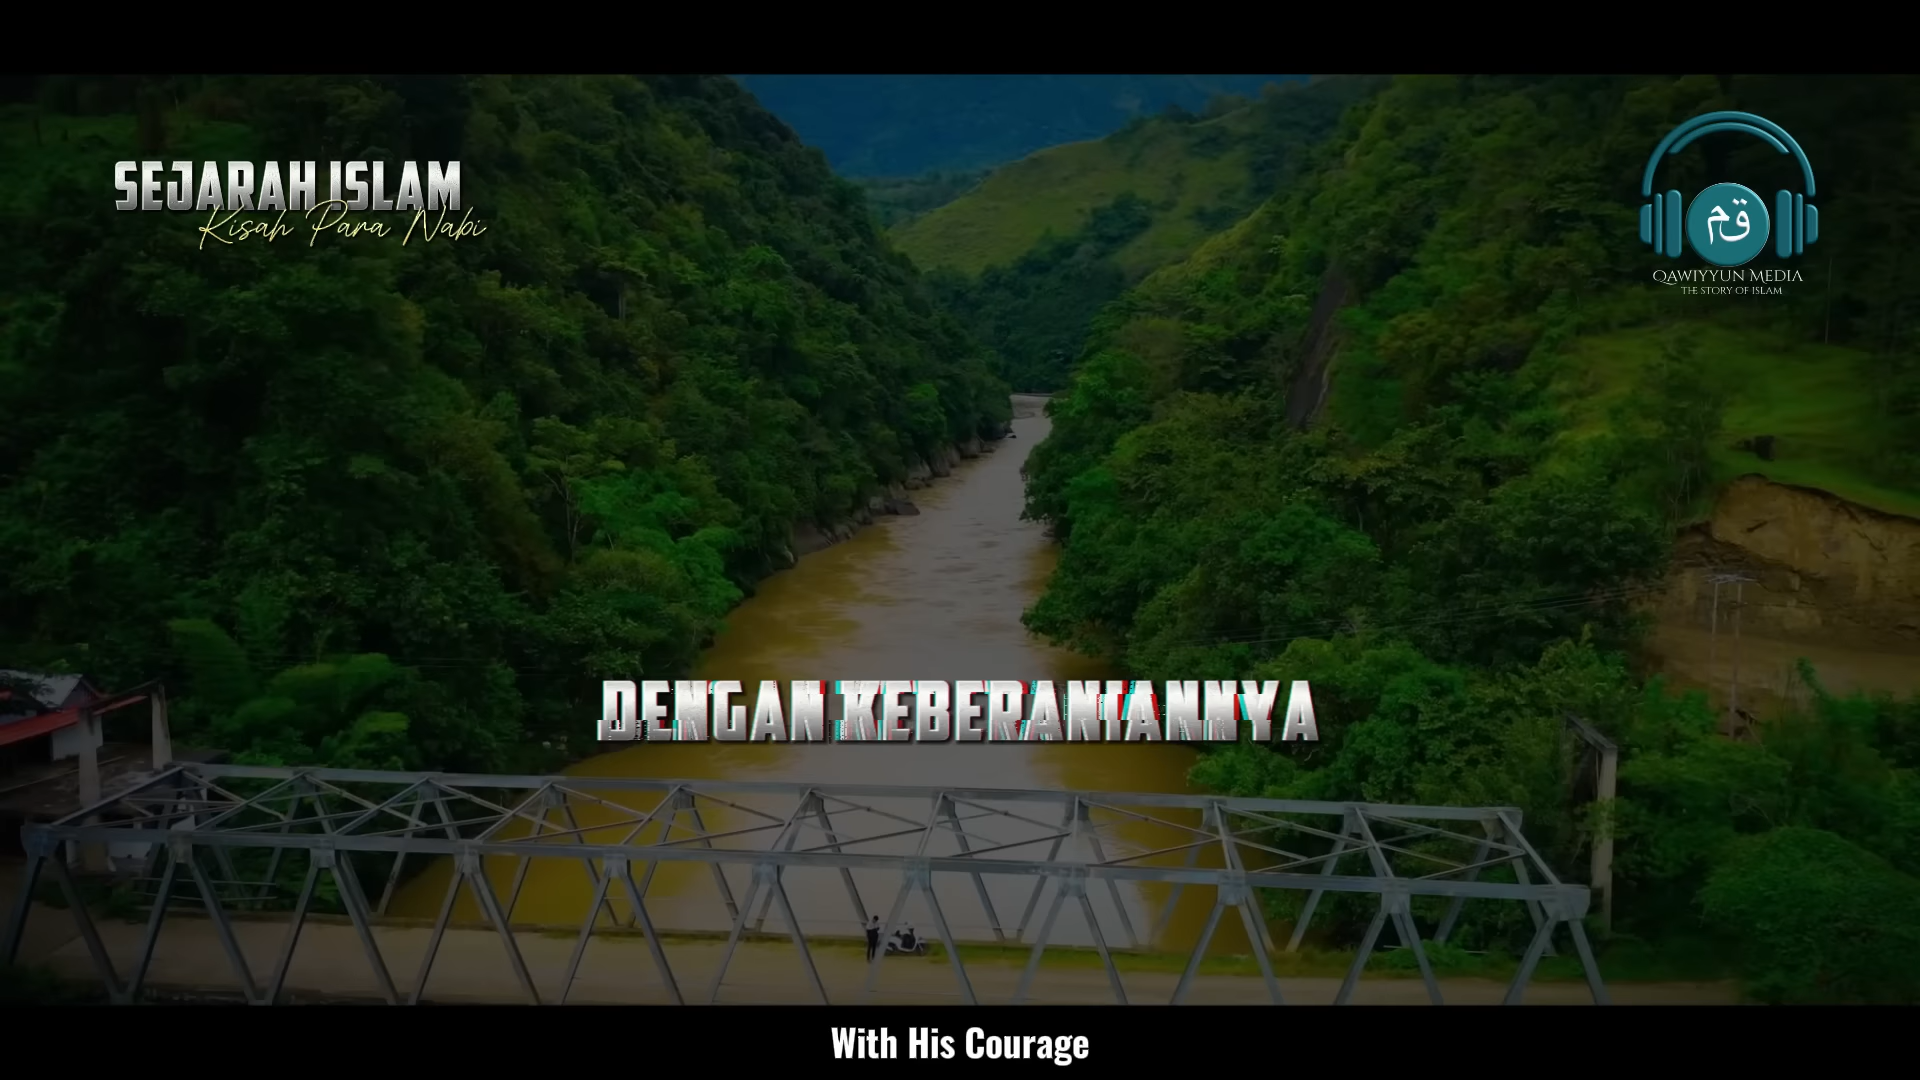 SEJARAH ISLAM
Kisah Para Nabi
قم
QAWIYYUN MEDIA
THE STORY OF ISLAM
DENGAN KEBERANIANNYA
With His Courage